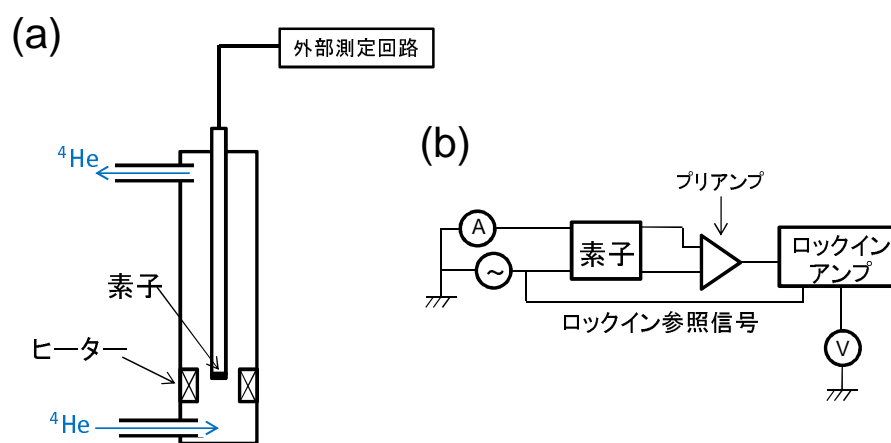 (a)
外部測定回路
⁴He
素子
ヒーター
⁴He
(b)
プリアンプ
A
~
素子
ロックイン
アンプ
ロックイン参照信号
V